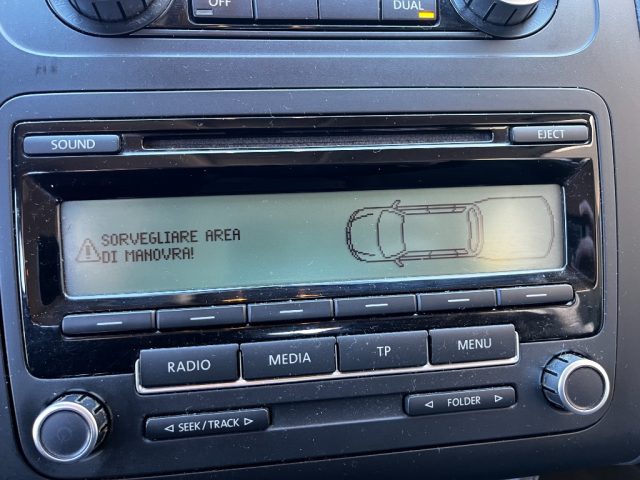 OFF
DUAL
SOUND
EJECT
SORVEGLIARE AREA
DI MANOVRA!
RADIO
MEDIA
TP
MENU
◁ SEEK/TRACK ▷
◁ FOLDER ▷